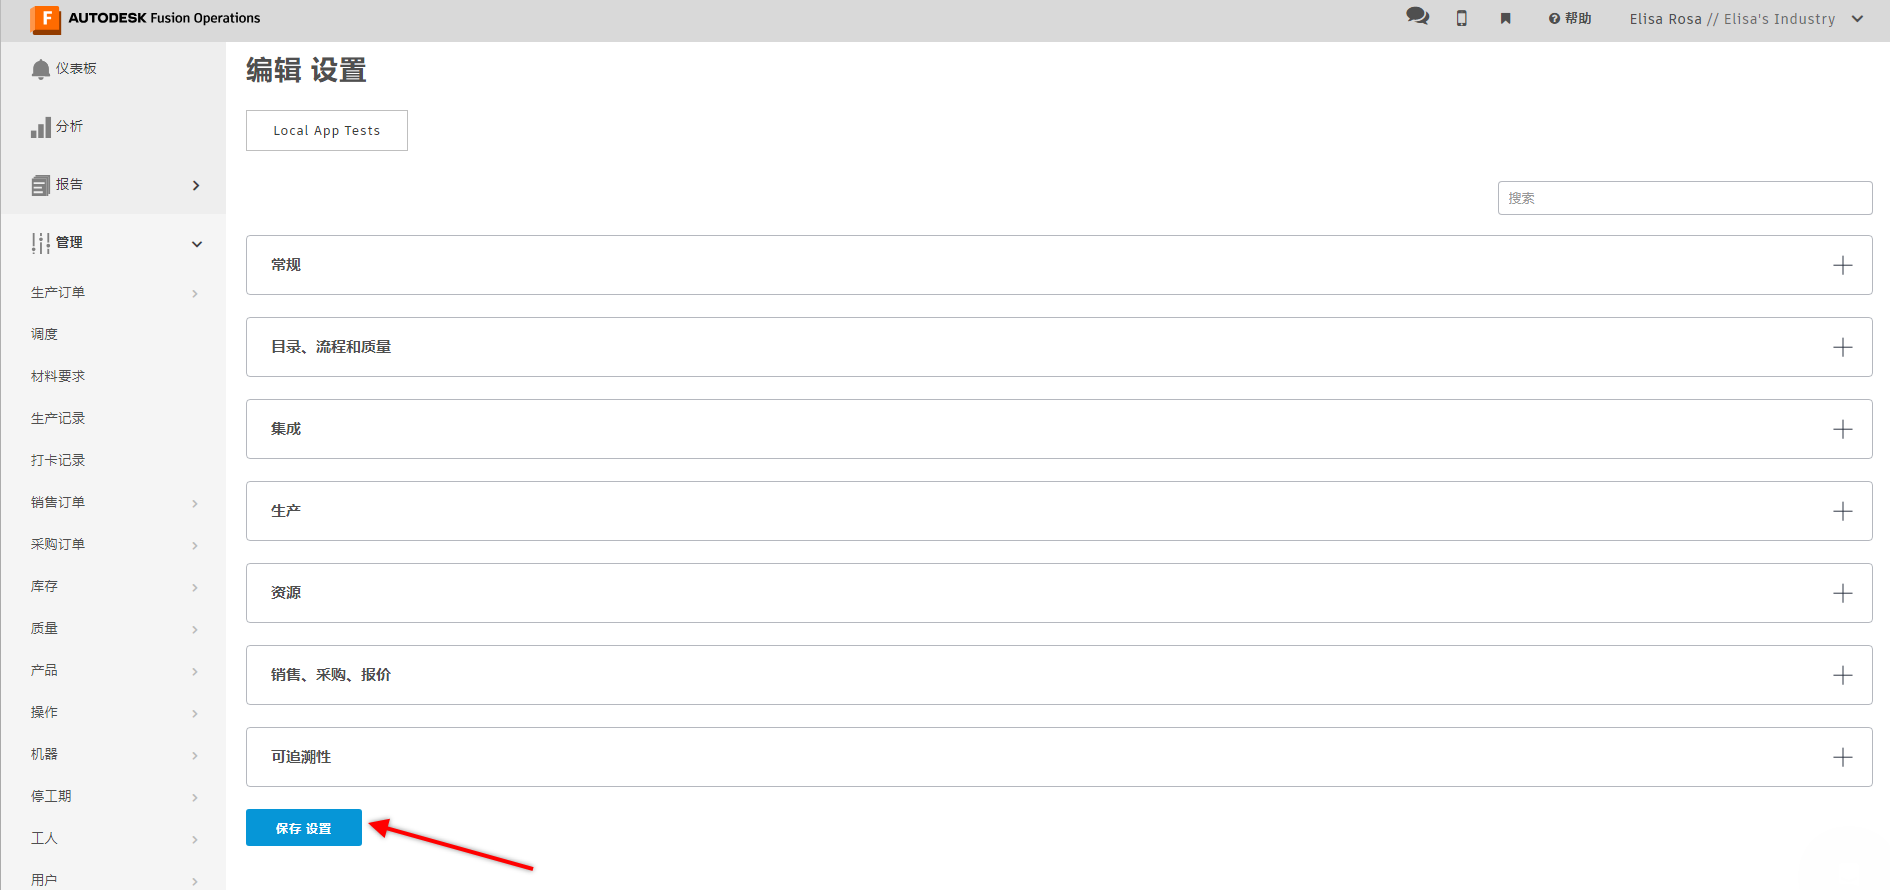 AUTODESK Fusion Operations
帮助
Elisa Rosa // Elisa's Industry
仪表板
分析
报告
管理
生产订单
调度
材料要求
生产记录
打卡记录
销售订单
采购订单
库存
质量
产品
操作
机器
停工期
工人
用户
编辑 设置
Local App Tests
搜索
常规
目录、流程和质量
集成
生产
资源
销售、采购、报价
可追溯性
保存 设置